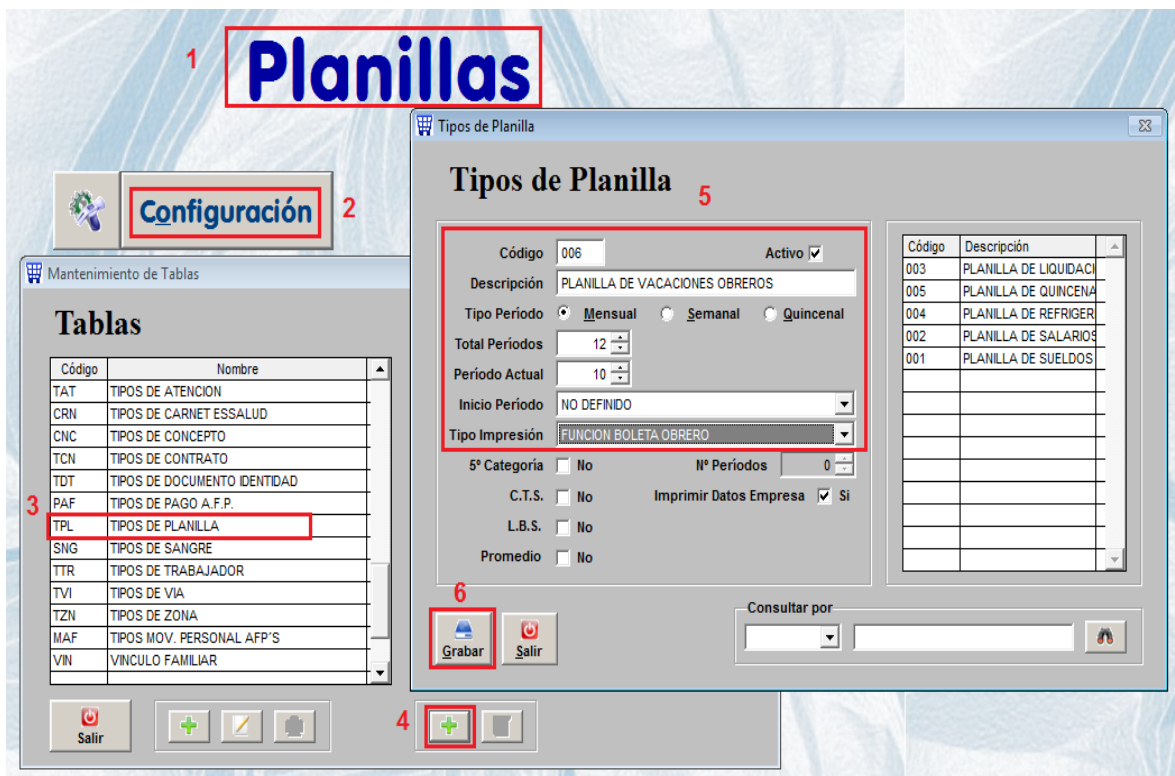 1
Planillas
Configuración
2
Mantenimiento de Tablas
Tablas
Código Nombre
TAT TIPOS DE ATENCION
CRN TIPOS DE CARNET ESSALUD
CNC TIPOS DE CONCEPTO
TCN TIPOS DE CONTRATO
TDT TIPOS DE DOCUMENTO IDENTIDAD
3
PAF TIPOS DE PAGO A.F.P.
TPL TIPOS DE PLANILLA
SNG TIPOS DE SANGRE
TTR TIPOS DE TRABAJADOR
TVI TIPOS DE VIA
TZN TIPOS DE ZONA
MAF TIPOS MOV. PERSONAL AFP´S
VIN VINCULO FAMILIAR
Salir
4
Tipos de Planilla
Tipos de Planilla
5
Código 006 Activo
Descripción PLANILLA DE VACACIONES OBREROS
Tipo Período Mensual Semanal Quincenal
Total Períodos 12
Período Actual 10
Inicio Período NO DEFINIDO
Tipo Impresión FUNCION BOLETA OBRERO
5º Categoría No Nº Períodos 0
C.T.S. No Imprimir Datos Empresa Si
L.B.S. No
Promedio No
Código Descripción
003 PLANILLA DE LIQUIDACI
005 PLANILLA DE QUINCENA
004 PLANILLA DE REFRIGER
002 PLANILLA DE SALARIOS
001 PLANILLA DE SUELDOS
6
Grabar
Salir
Consultar por